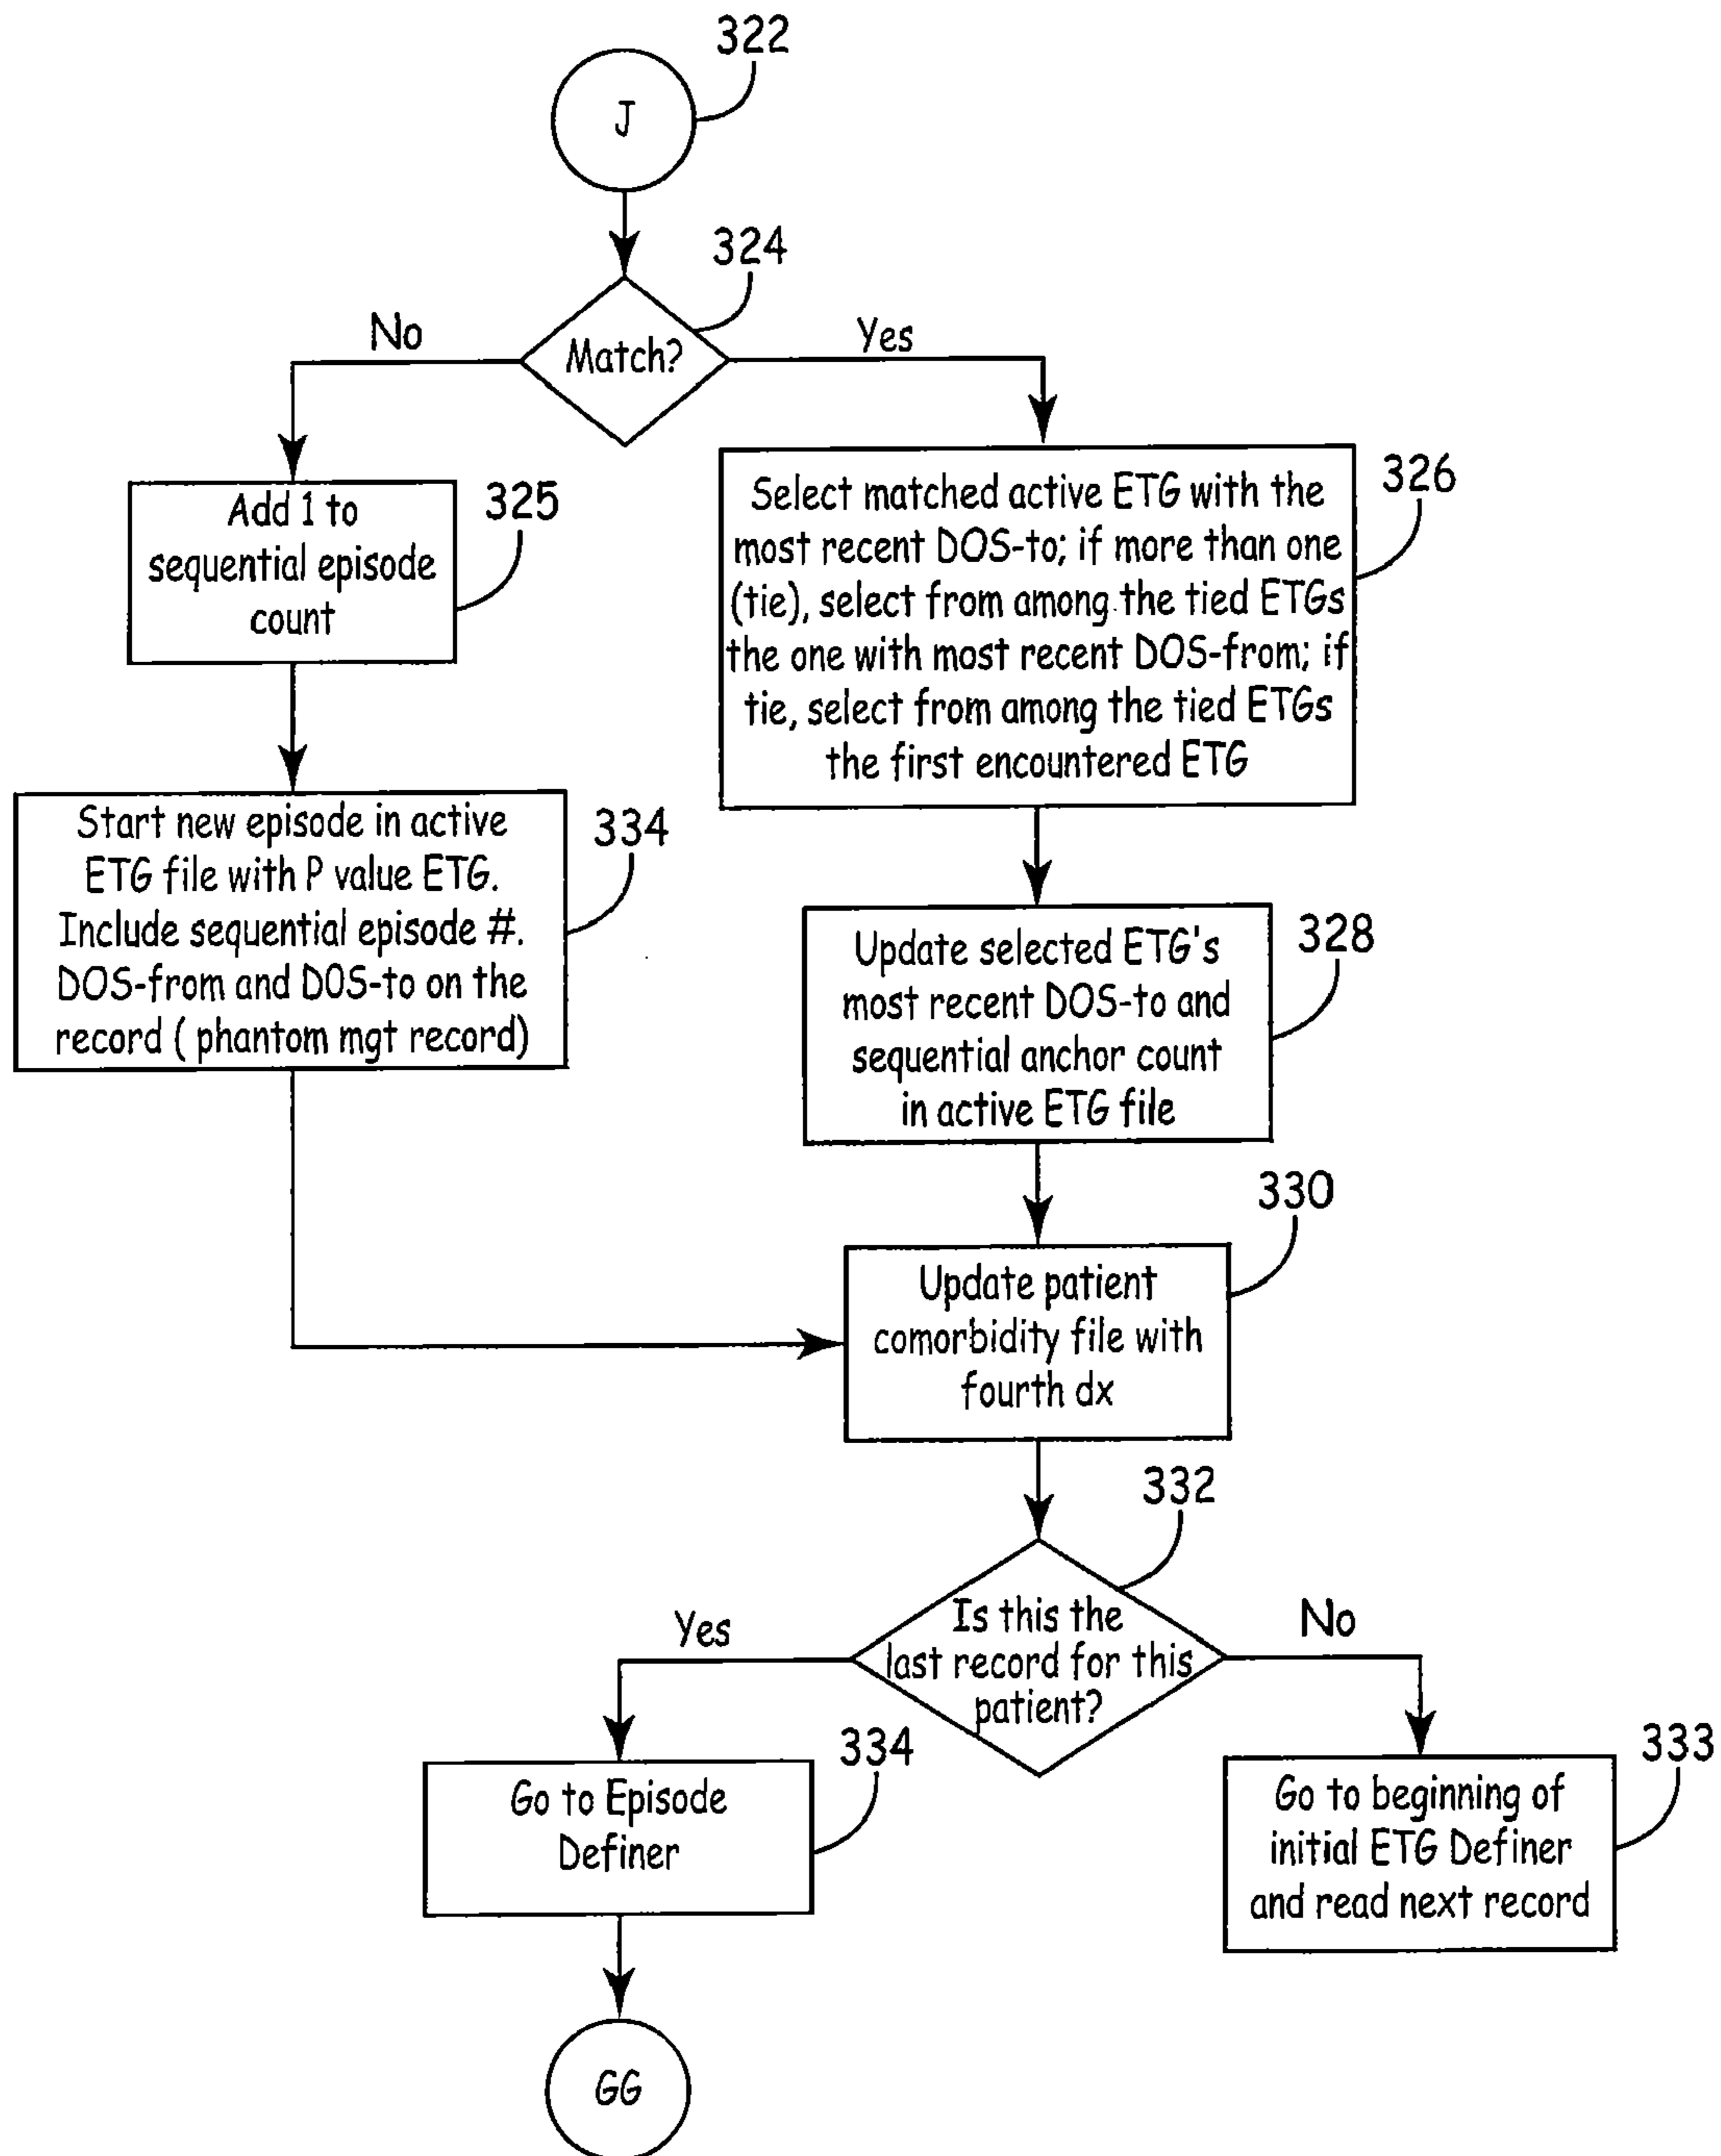 322
J
324
No
Yes
Match?
Add 1 to
sequential episode
count
325
Select matched active ETG with the
most recent DOS-to; if more than one
(tie), select from among the tied ETGs
the one with most recent DOS-from; if
tie, select from among the tied ETGs
the first encountered ETG
326
Start new episode in active
ETG file with P value ETG.
Include sequential episode #.
DOS-from and DOS-to on the
record ( phantom mgt record)
334
Update selected ETG's
most recent DOS-to and
sequential anchor count
in active ETG file
328
Update patient
comorbidity file with
fourth dx
330
332
Is this the
last record for this
patient?
Yes
No
Go to Episode
Definer
334
Go to beginning of
initial ETG Definer
and read next record
333
GG